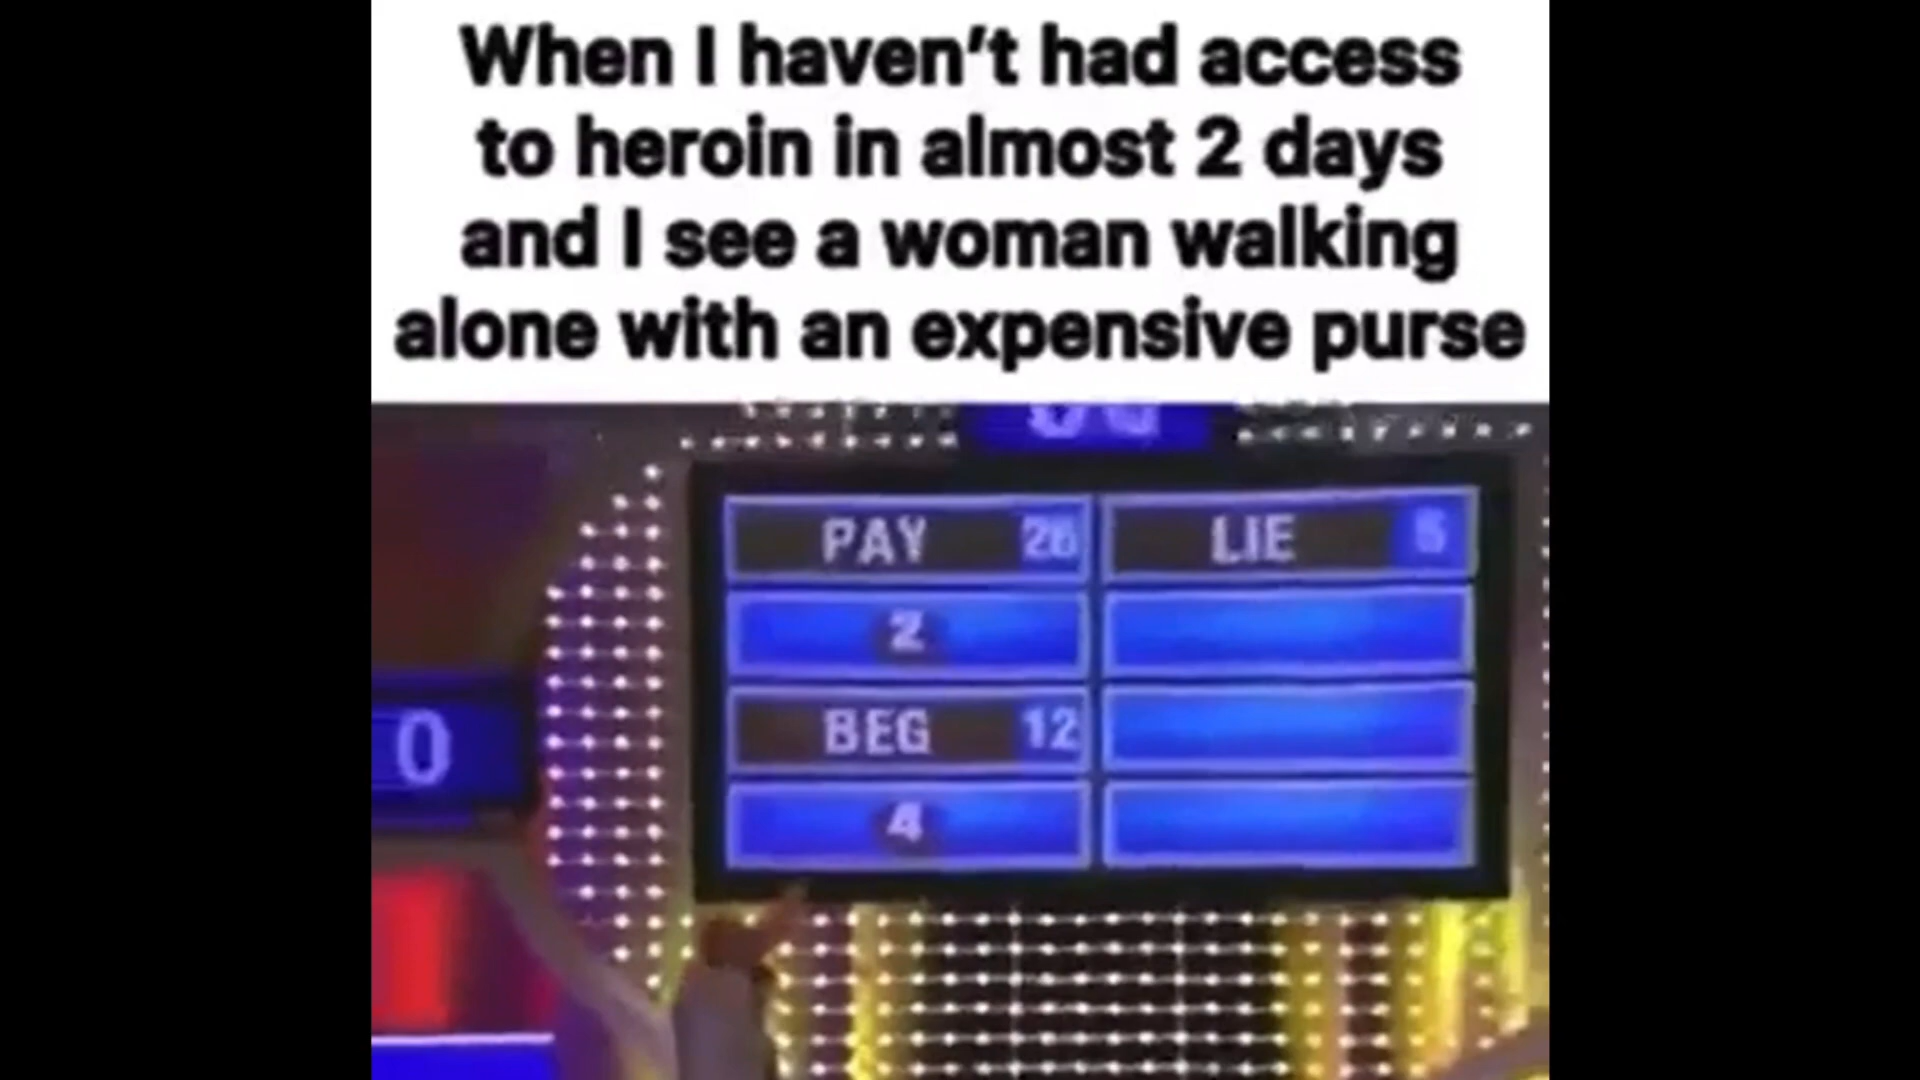 When I haven't had access
to heroin in almost 2 days
and I see a woman walking
alone with an expensive purse
PAY 26 LIE 5
2
BEG 12
0
4